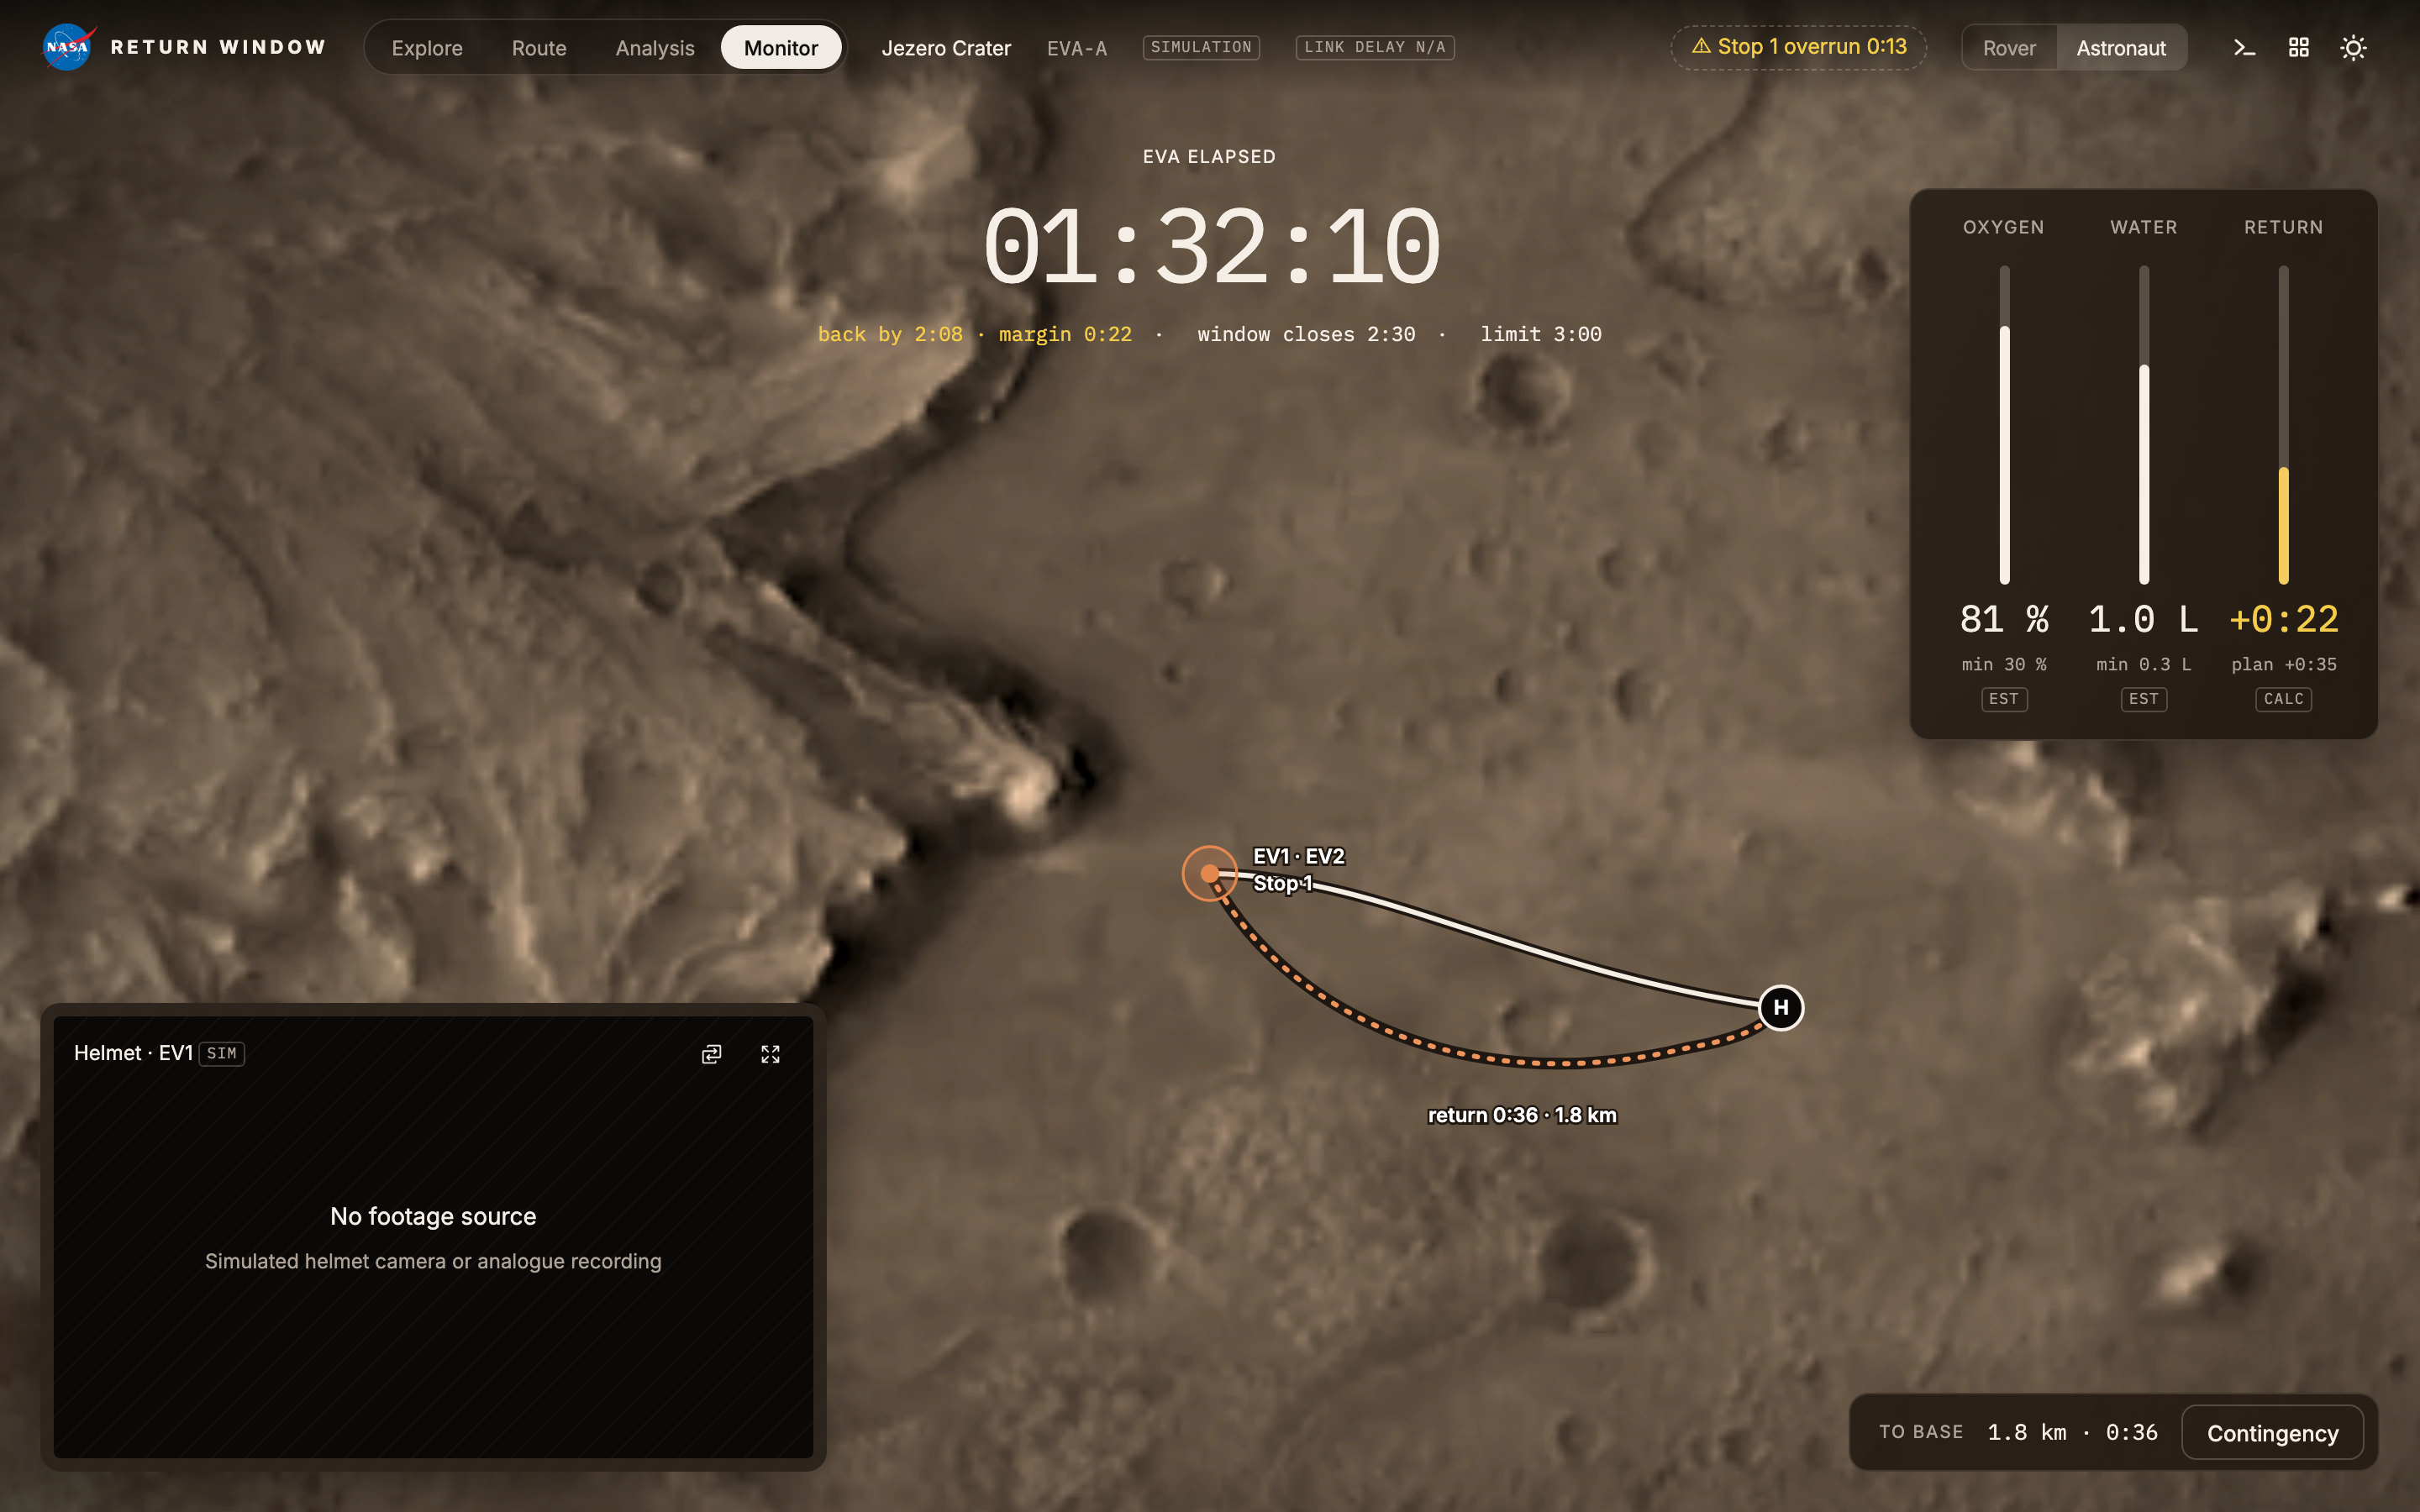 NASA RETURN WINDOW
Explore Route Analysis Monitor
Jezero Crater EVA-A SIMULATION LINK DELAY N/A
Stop 1 overrun 0:13
Rover Astronaut
EVA ELAPSED
01:32:10
back by 2:08 · margin 0:22 · window closes 2:30 · limit 3:00
OXYGEN WATER RETURN
81 % 1.0 L +0:22
min 30 % min 0.3 L plan +0:35
EST EST CALC
EV1 · EV2
Stop 1
H
return 0:36 · 1.8 km
Helmet · EV1 SIM
No footage source
Simulated helmet camera or analogue recording
TO BASE 1.8 km · 0:36 Contingency